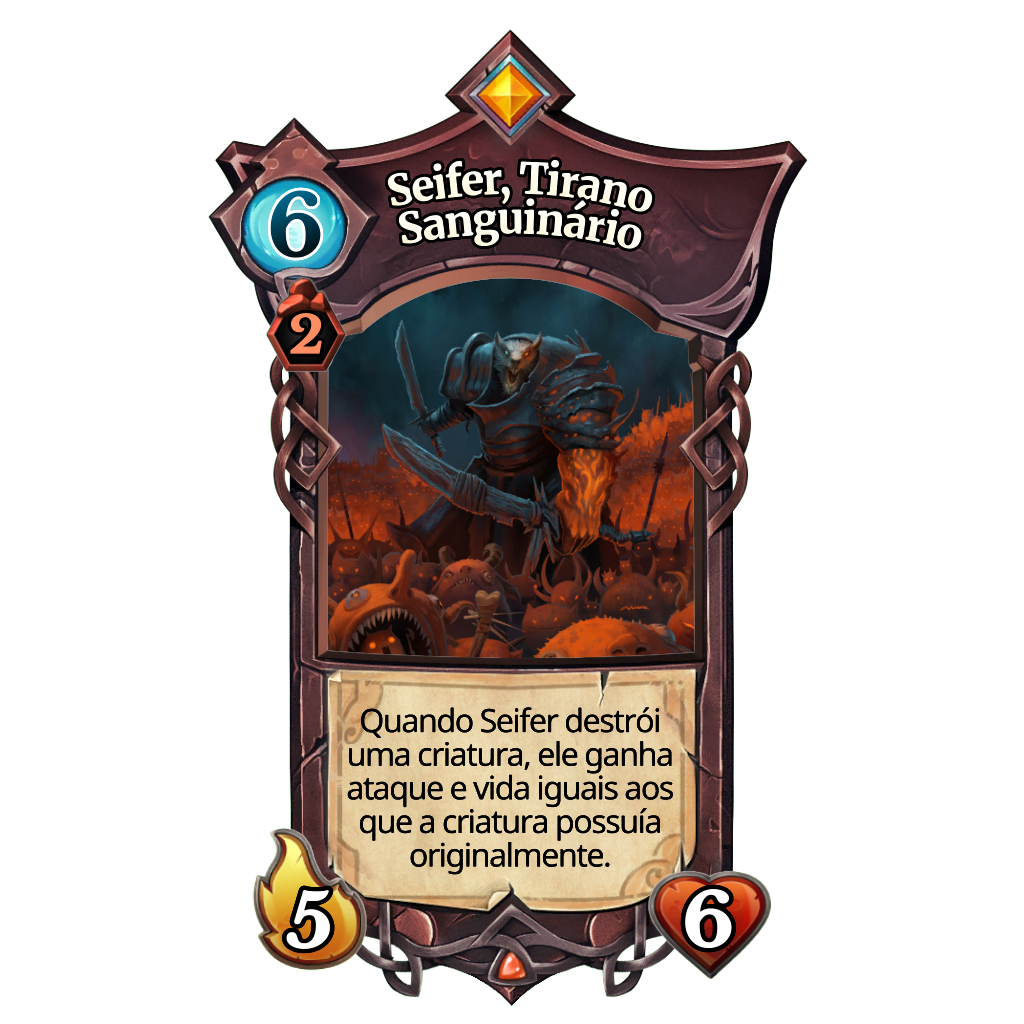 Seifer, Tirano
Sanguinário
6
2
Quando Seifer destrói
uma criatura, ele ganha
ataque e vida iguais aos
que a criatura possuía
originalmente.
5
6